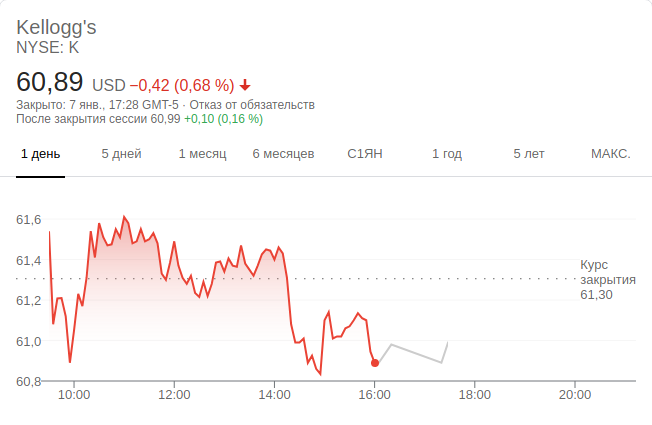 Kellogg's
NYSE: K
60,89 USD −0,42 (0,68 %)
Закрыто: 7 янв., 17:28 GMT-5 · Отказ от обязательств
После закрытия сессии 60,99 +0,10 (0,16 %)
1 день 5 дней 1 месяц 6 месяцев С1ЯН 1 год 5 лет МАКС.
61,6
61,4
Курс
закрытия
61,30
61,2
61,0
60,8
10:00 12:00 14:00 16:00 18:00 20:00